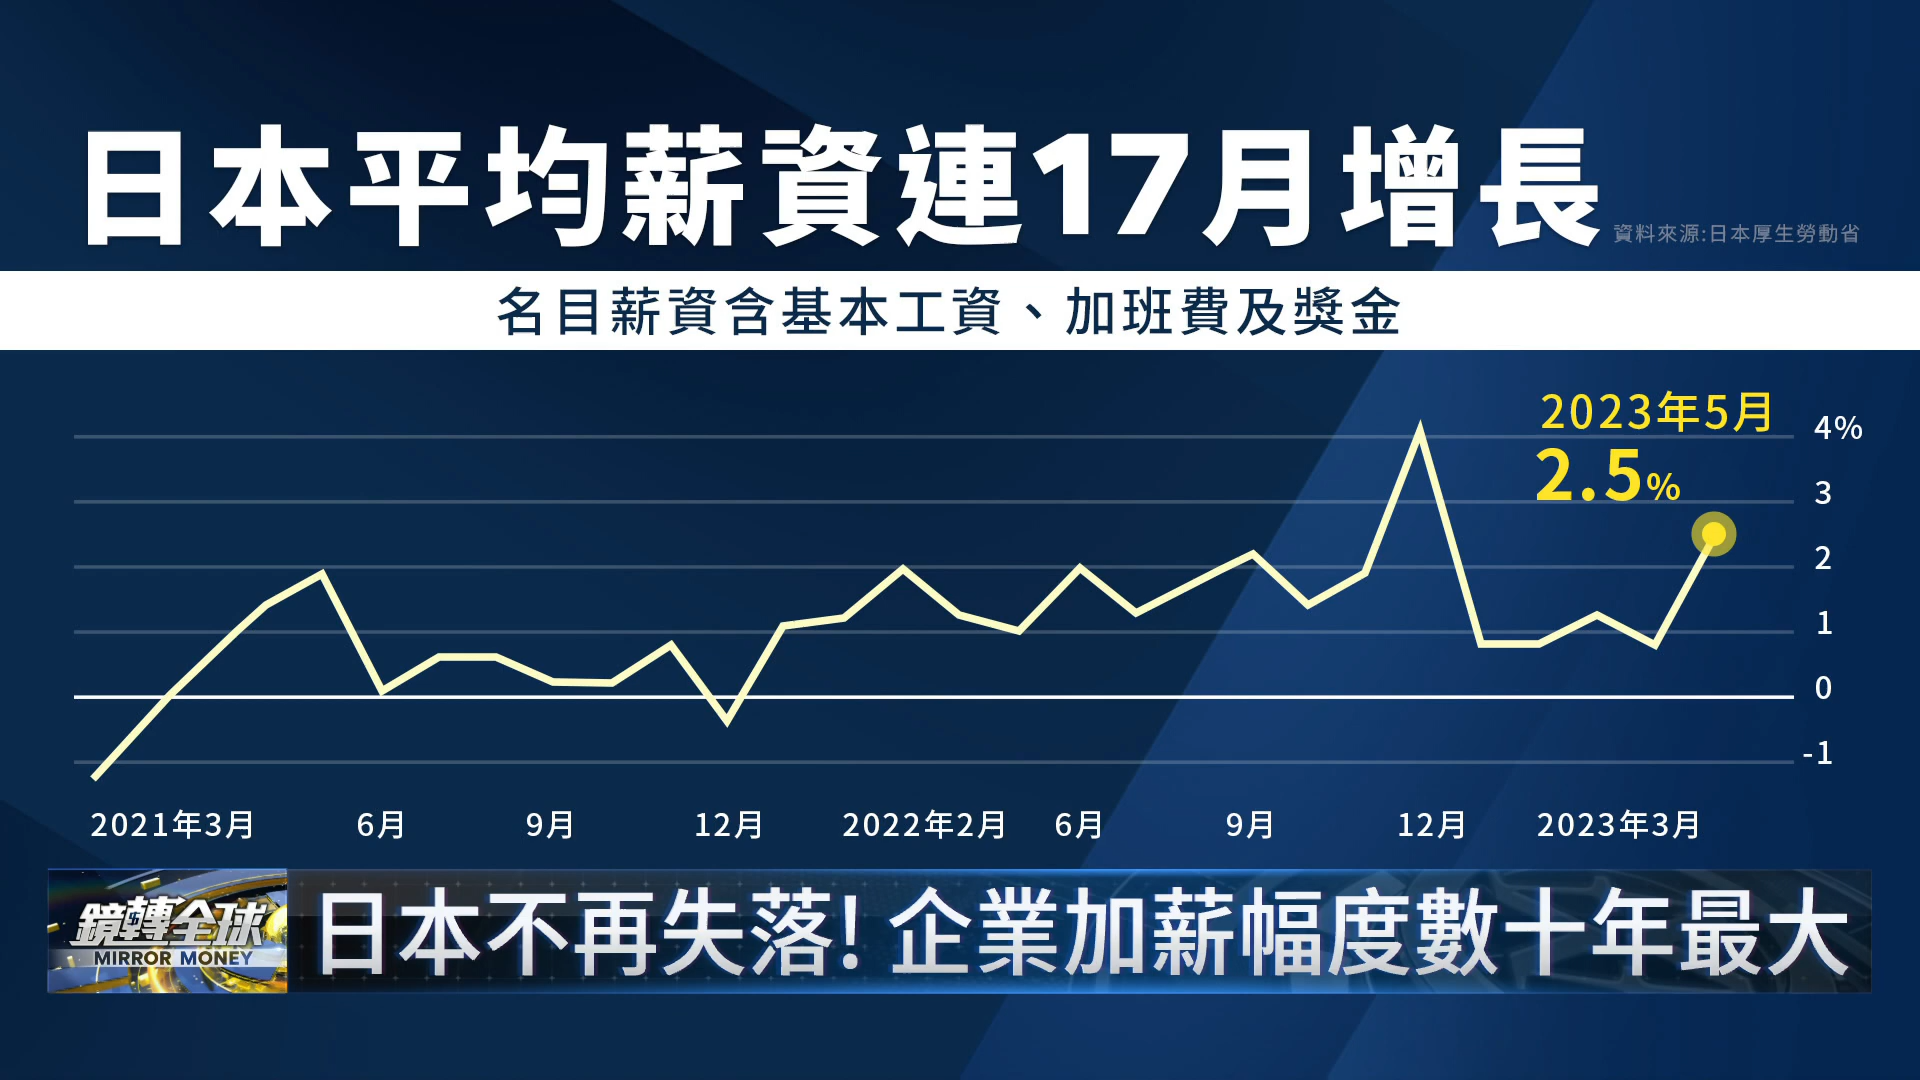 日本平均薪資連17月增長
資料來源:日本厚生勞動省
名目薪資含基本工資、加班費及獎金
2023年5月
2.5%
4%
3
2
1
0
-1
2021年3月 6月 9月 12月 2022年2月 6月 9月 12月 2023年3月
鏡轉全球
MIRROR MONEY
日本不再失落! 企業加薪幅度數十年最大